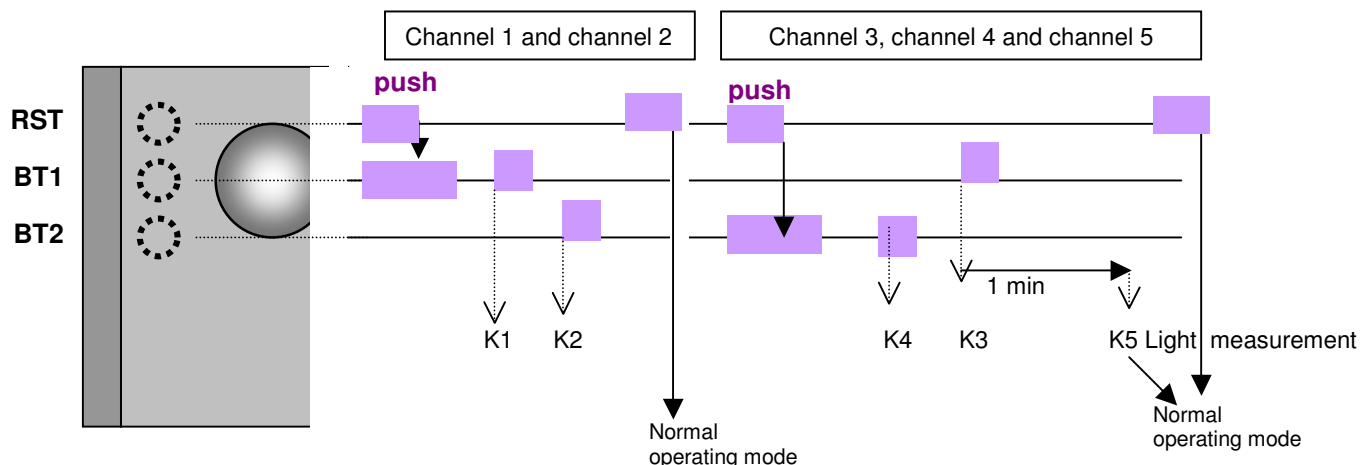 Channel 1 and channel 2
Channel 3, channel 4 and channel 5
push
push
RST
BT1
BT2
1 min
K1
K2
K4
K3
K5 Light measurement
Normal
operating mode
Normal
operating mode